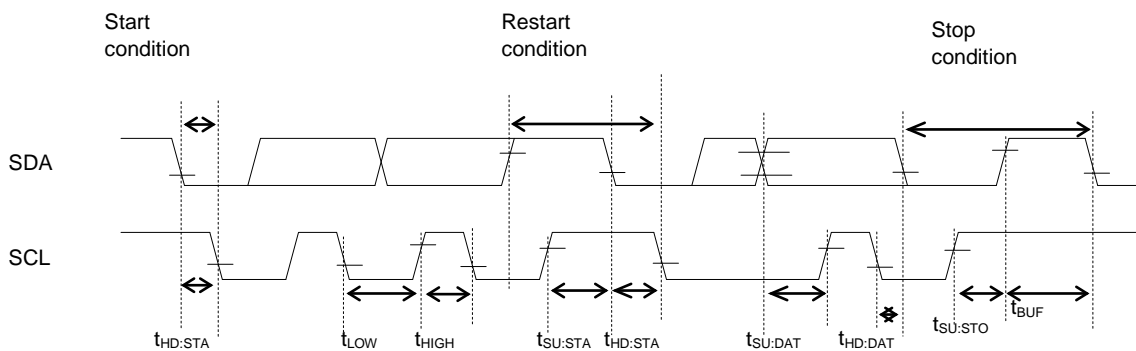 Start
condition
Restart
condition
Stop
condition
SDA
SCL
tHD:STA
tLOW
tHIGH
tSU:STA
tHD:STA
tSU:DAT
tHD:DAT
tSU:STO
tBUF